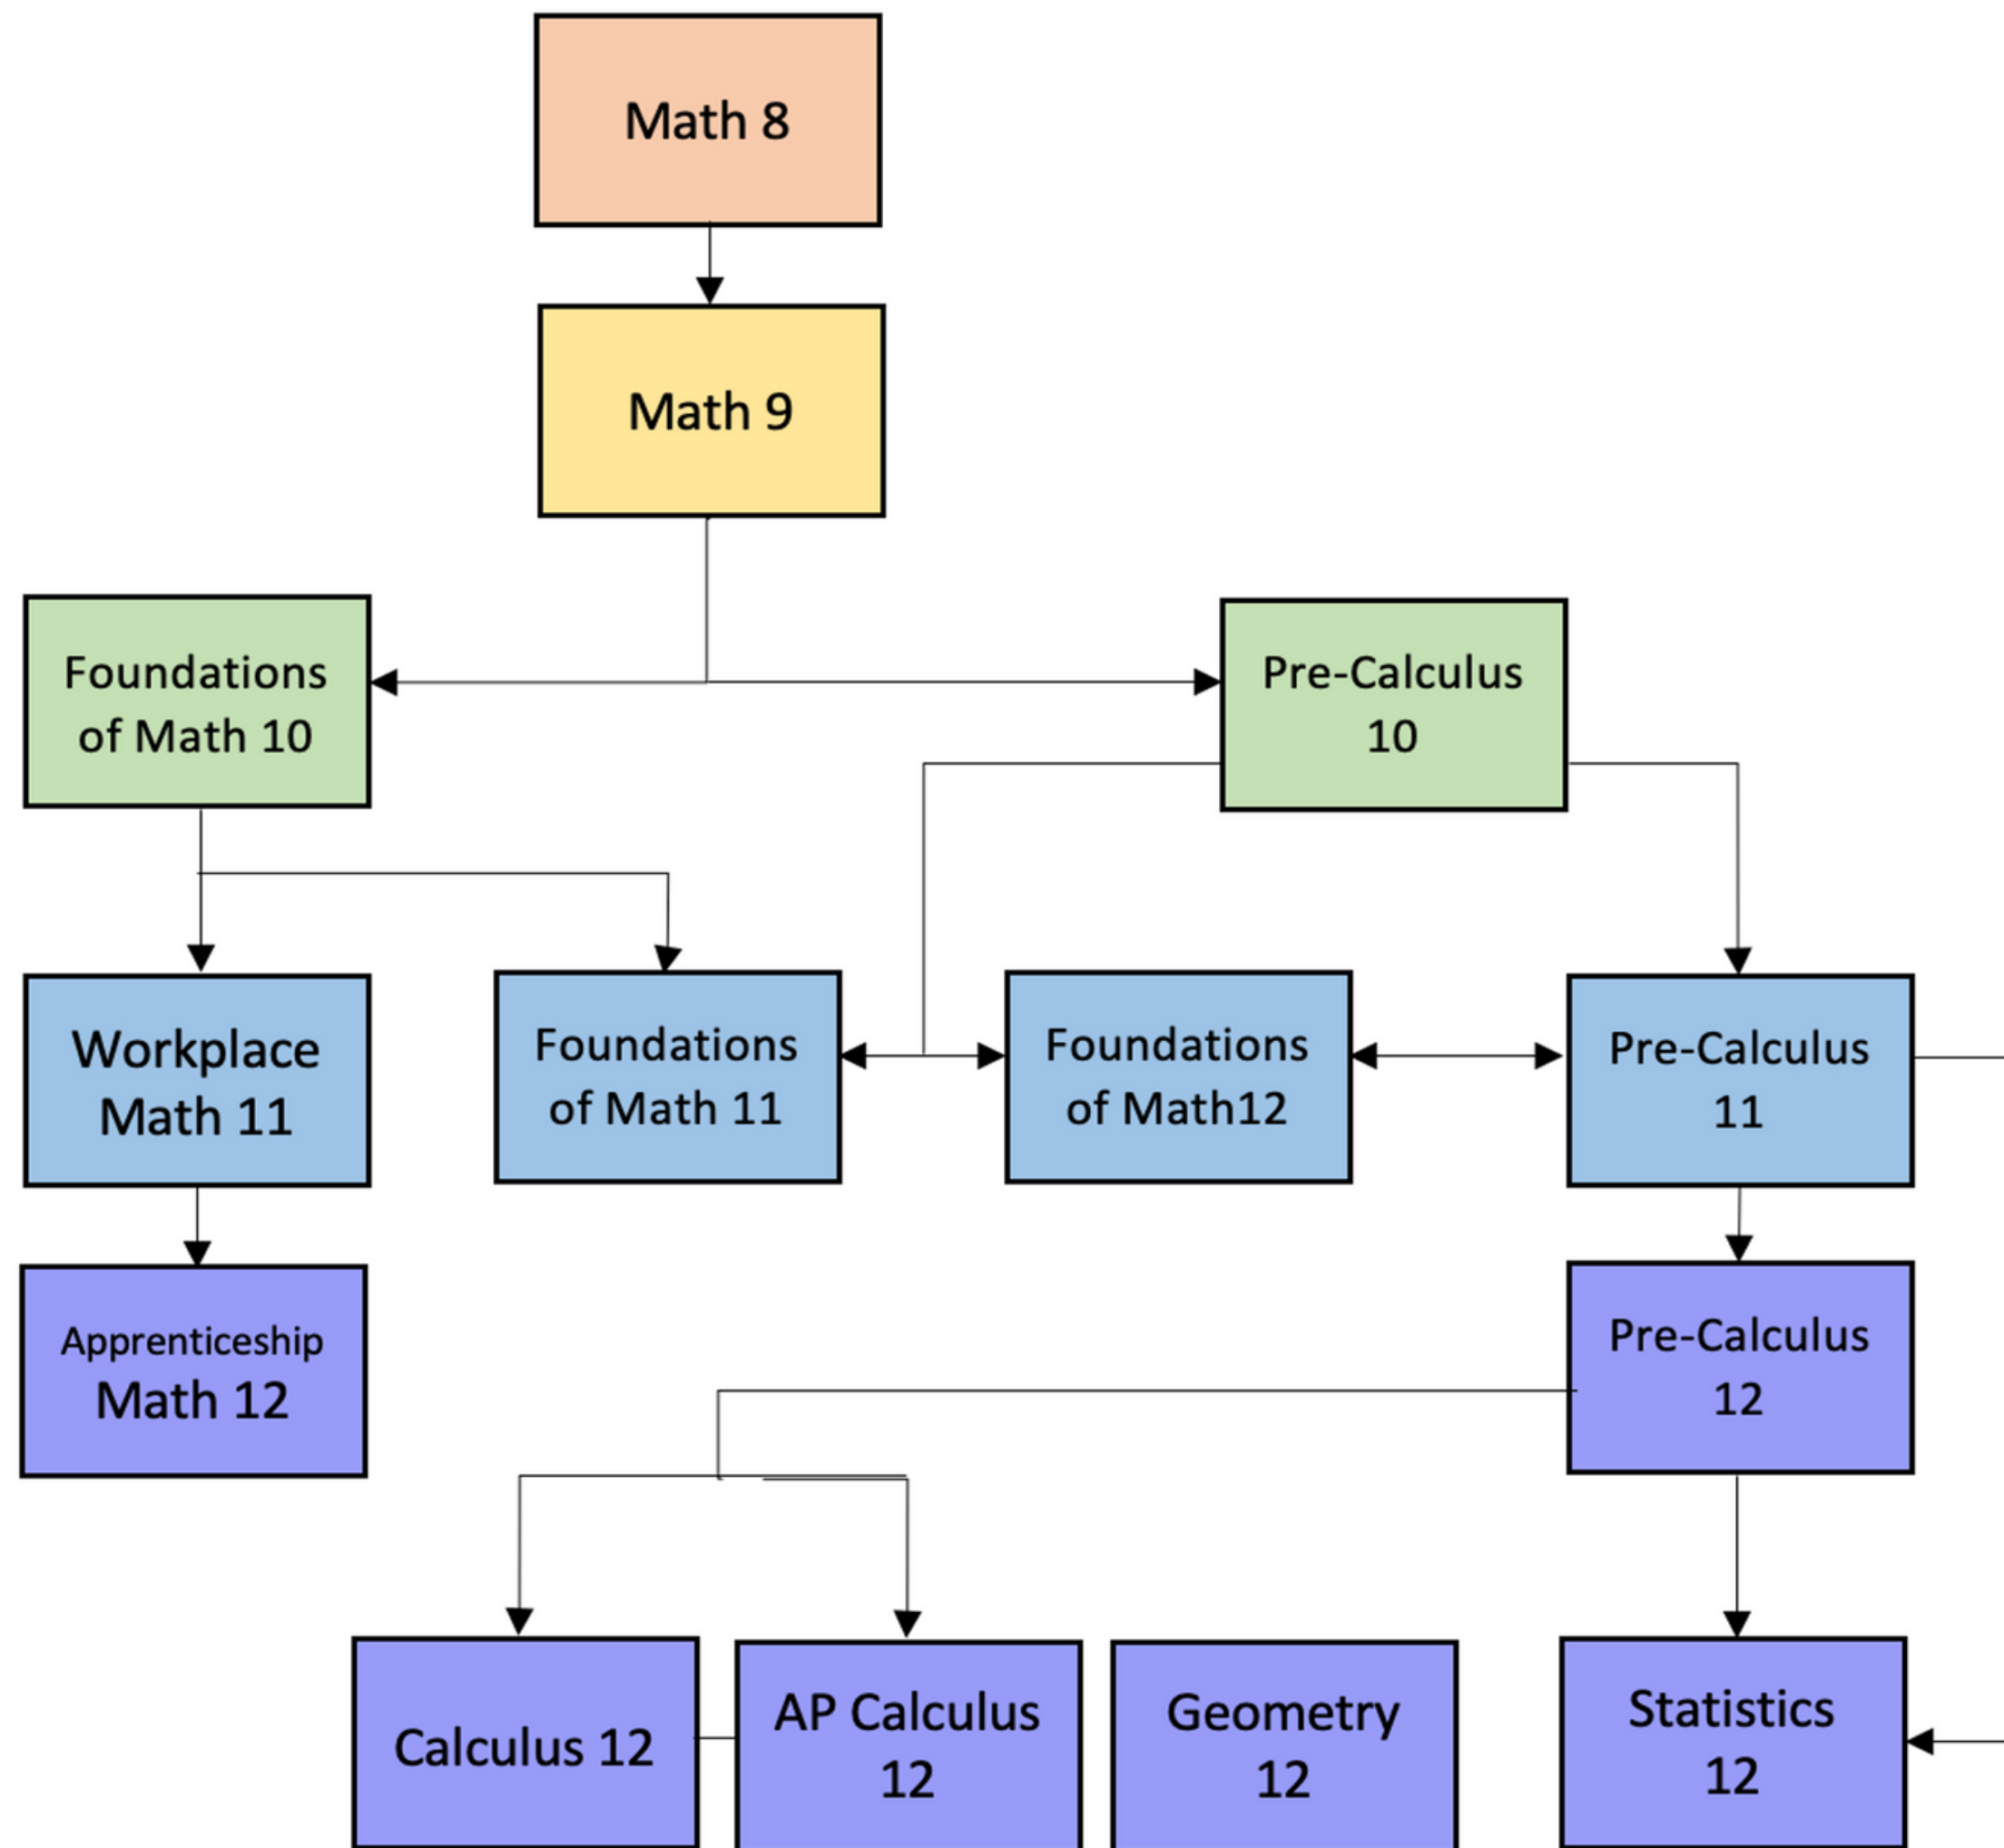 Math 8
Math 9
Foundations
of Math 10
Pre-Calculus
10
Workplace
Math 11
Foundations
of Math 11
Foundations
of Math12
Pre-Calculus
11
Apprenticeship
Math 12
Pre-Calculus
12
Calculus 12
AP Calculus
12
Geometry
12
Statistics
12